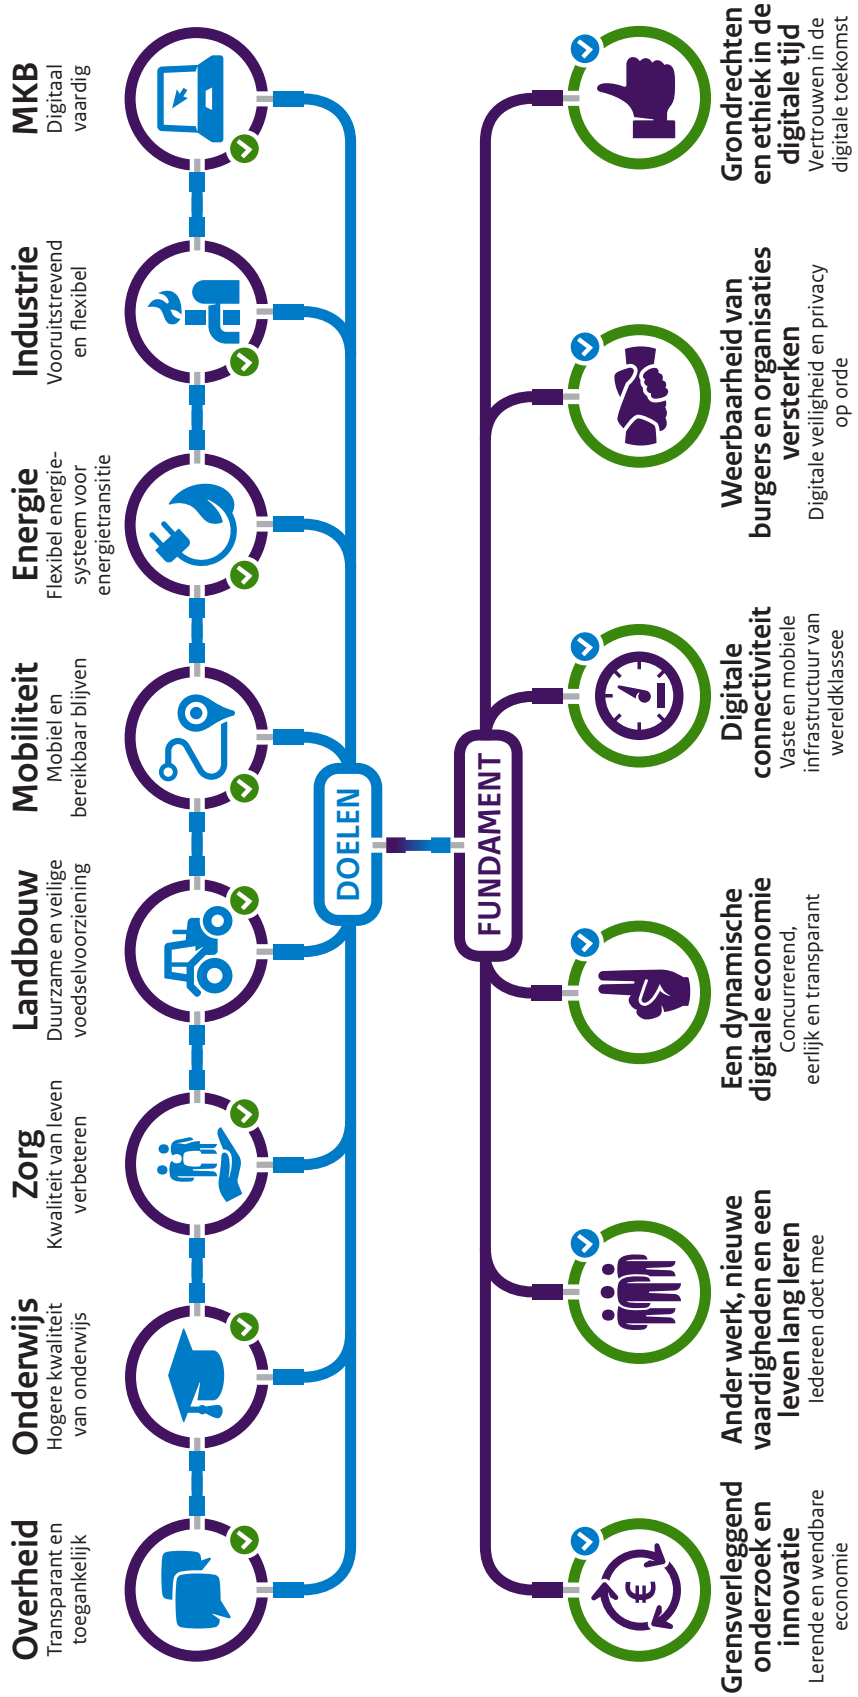 Overheid
Transparant en
toegankelijk
Onderwijs
Hogere kwaliteit
van onderwijs
Zorg
Kwaliteit van leven
verbeteren
Landbouw
Duurzame en veilige
voedselvoorziening
Mobiliteit
Mobiel en
bereikbaar blijven
Energie
Flexibel energie-
systeem voor
energietransitie
Industrie
Vooruitstrevend
en flexibel
MKB
Digitaal
vaardig
DOELEN
FUNDAMENT
€
Grensverleggend
onderzoek en
innovatie
Lerende en wendbare
economie
Ander werk, nieuwe
vaardigheden en een
leven lang leren
Iedereen doet mee
Een dynamische
digitale economie
Concurrerend,
eerlijk en transparant
Digitale
connectiviteit
Vaste en mobiele
infrastructuur van
wereldklassee
Weerbaarheid van
burgers en organisaties
versterken
Digitale veiligheid en privacy
op orde
Grondrechten
en ethiek in de
digitale tijd
Vertrouwen in de
digitale toekomst